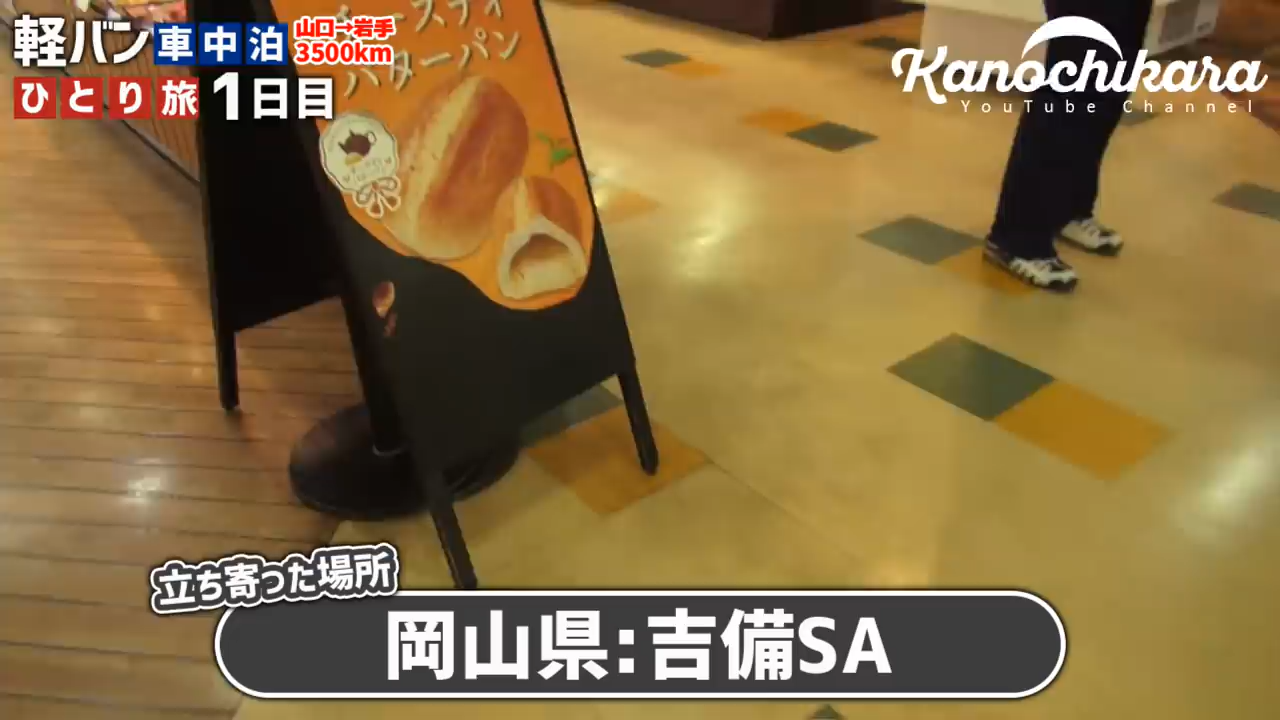 軽バン車中泊
山口→岩手
3500km
ひとり旅1日目
Kanochikara
YouTube Channel
バターパン
立ち寄った場所
岡山県:吉備SA